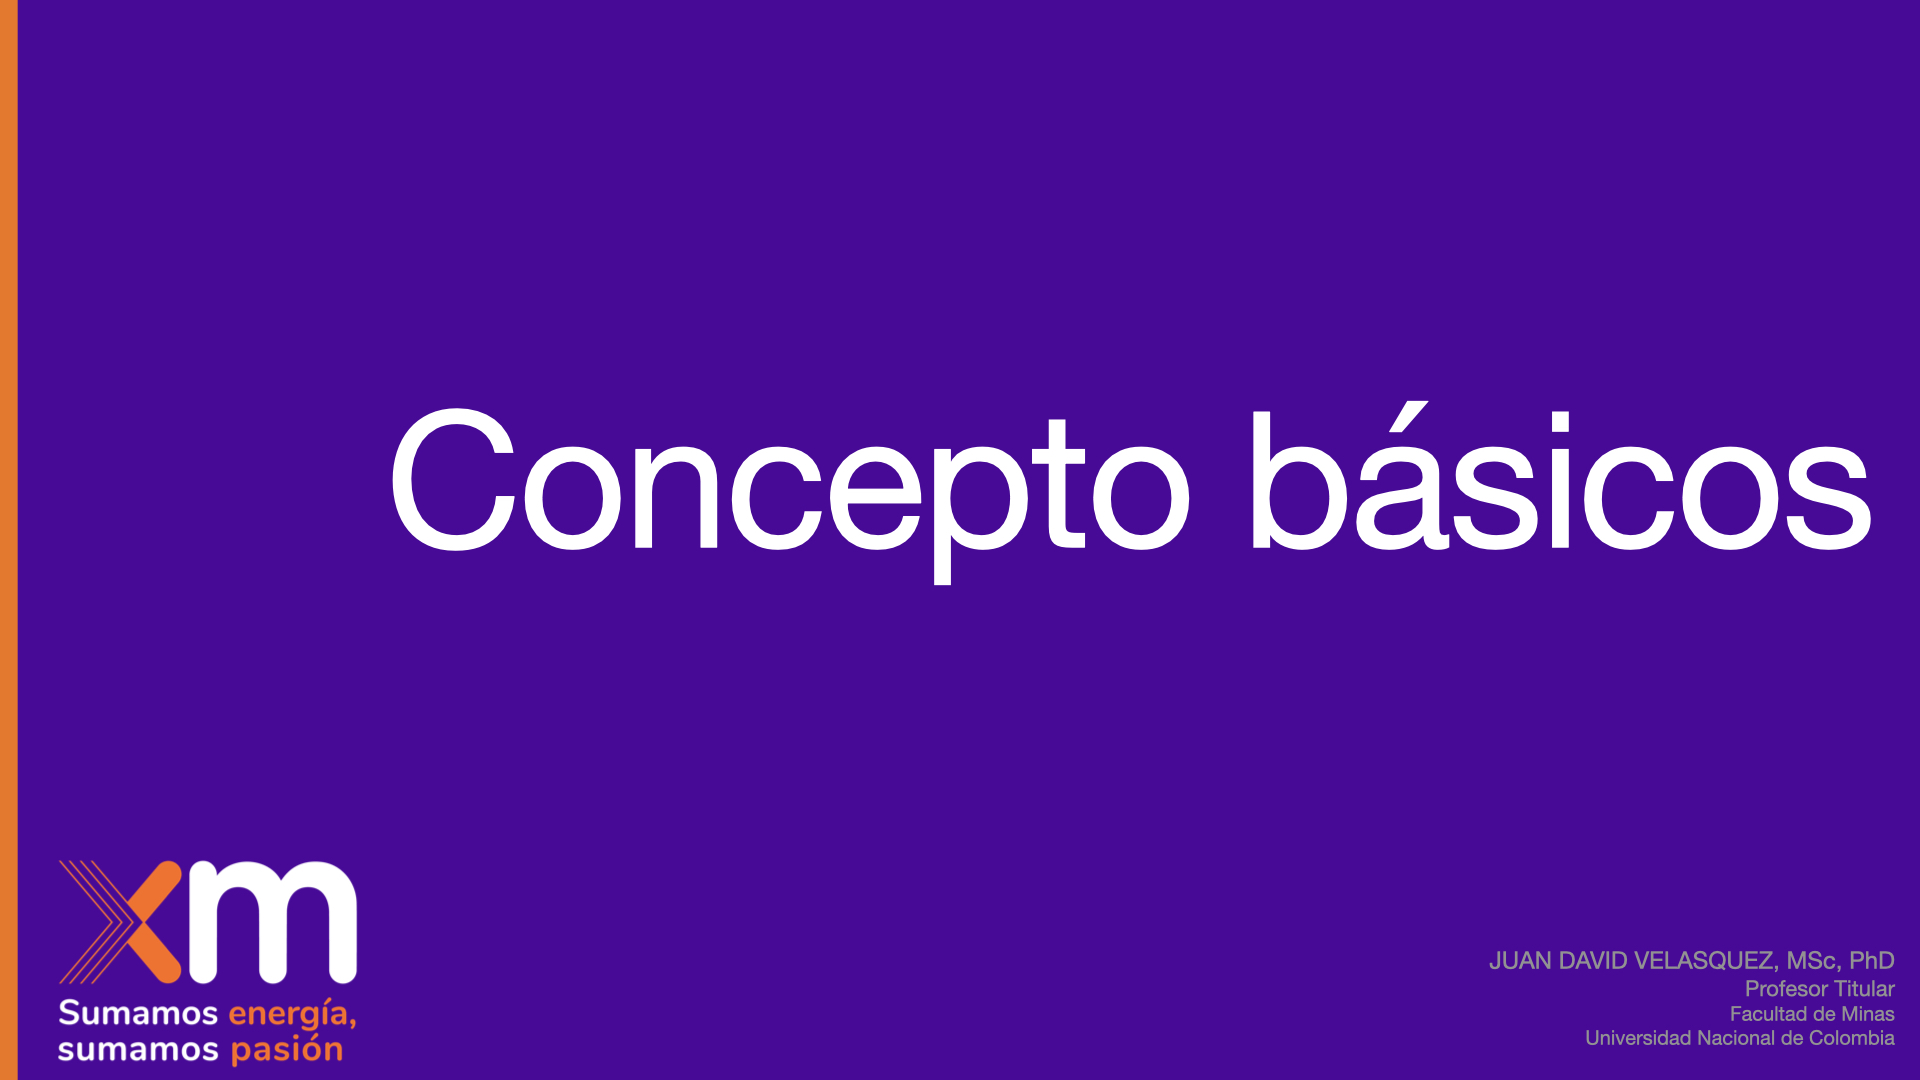 Concepto básicos
xm
Sumamos energía,
sumamos pasión
JUAN DAVID VELASQUEZ, MSc, PhD
Profesor Titular
Facultad de Minas
Universidad Nacional de Colombia